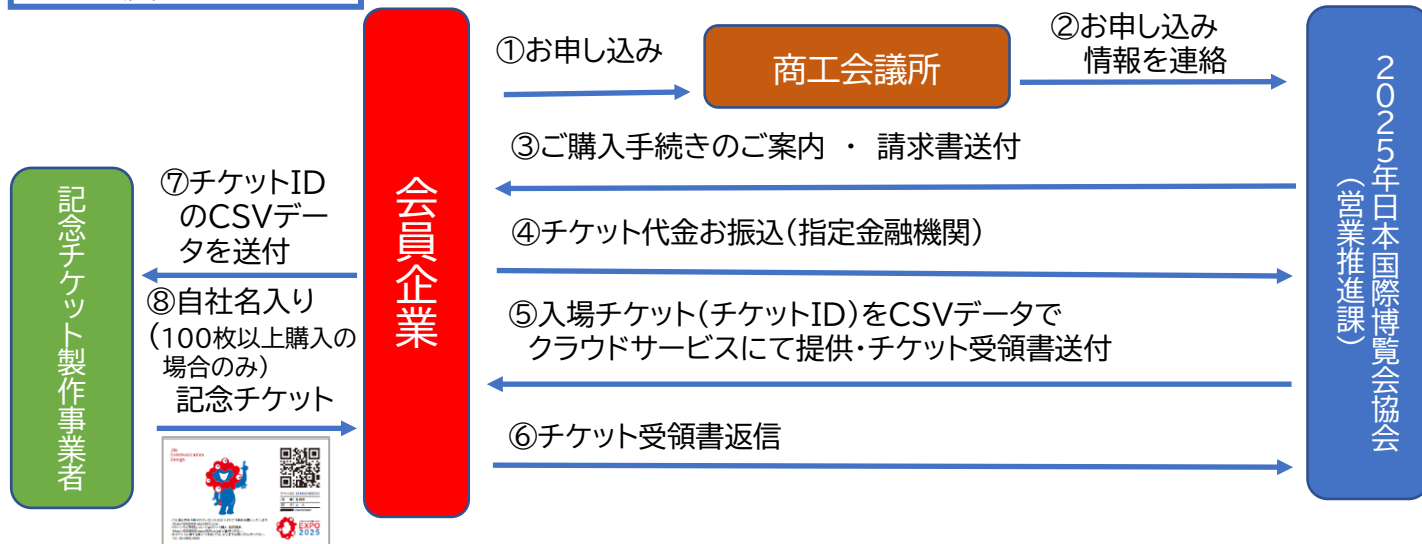 ①お申し込み
商工会議所
②お申し込み
情報を連絡
2025年日本国際博覧会協会
(営業推進課)
③ご購入手続きのご案内 ・ 請求書送付
会員企業
④チケット代金お振込(指定金融機関)
⑤入場チケット(チケットID)をCSVデータで
クラウドサービスにて提供・チケット受領書送付
⑥チケット受領書返信
記念チケット製作事業者
⑦チケットID
のCSVデー
タを送付
⑧自社名入り
(100枚以上購入の
場合のみ)
記念チケット
EXPO
2025